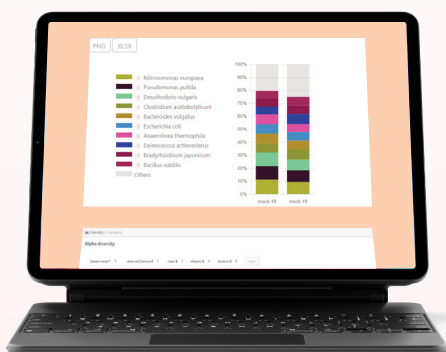 PNG XLSX
Nitrosomonas europaea
Pseudomonas putida
Desulfovibrio vulgaris
Clostridium acetobutylicum
Bacteroides vulgatus
Escherichia coli
Anaerolinea thermophila
Deinococcus actinosclerus
Bradyrhizobium japonicum
Bacillus subtilis
Others
100%
90%
80%
70%
60%
50%
40%
30%
20%
10%
0%
mock-18 mock-19
Alpha diversity